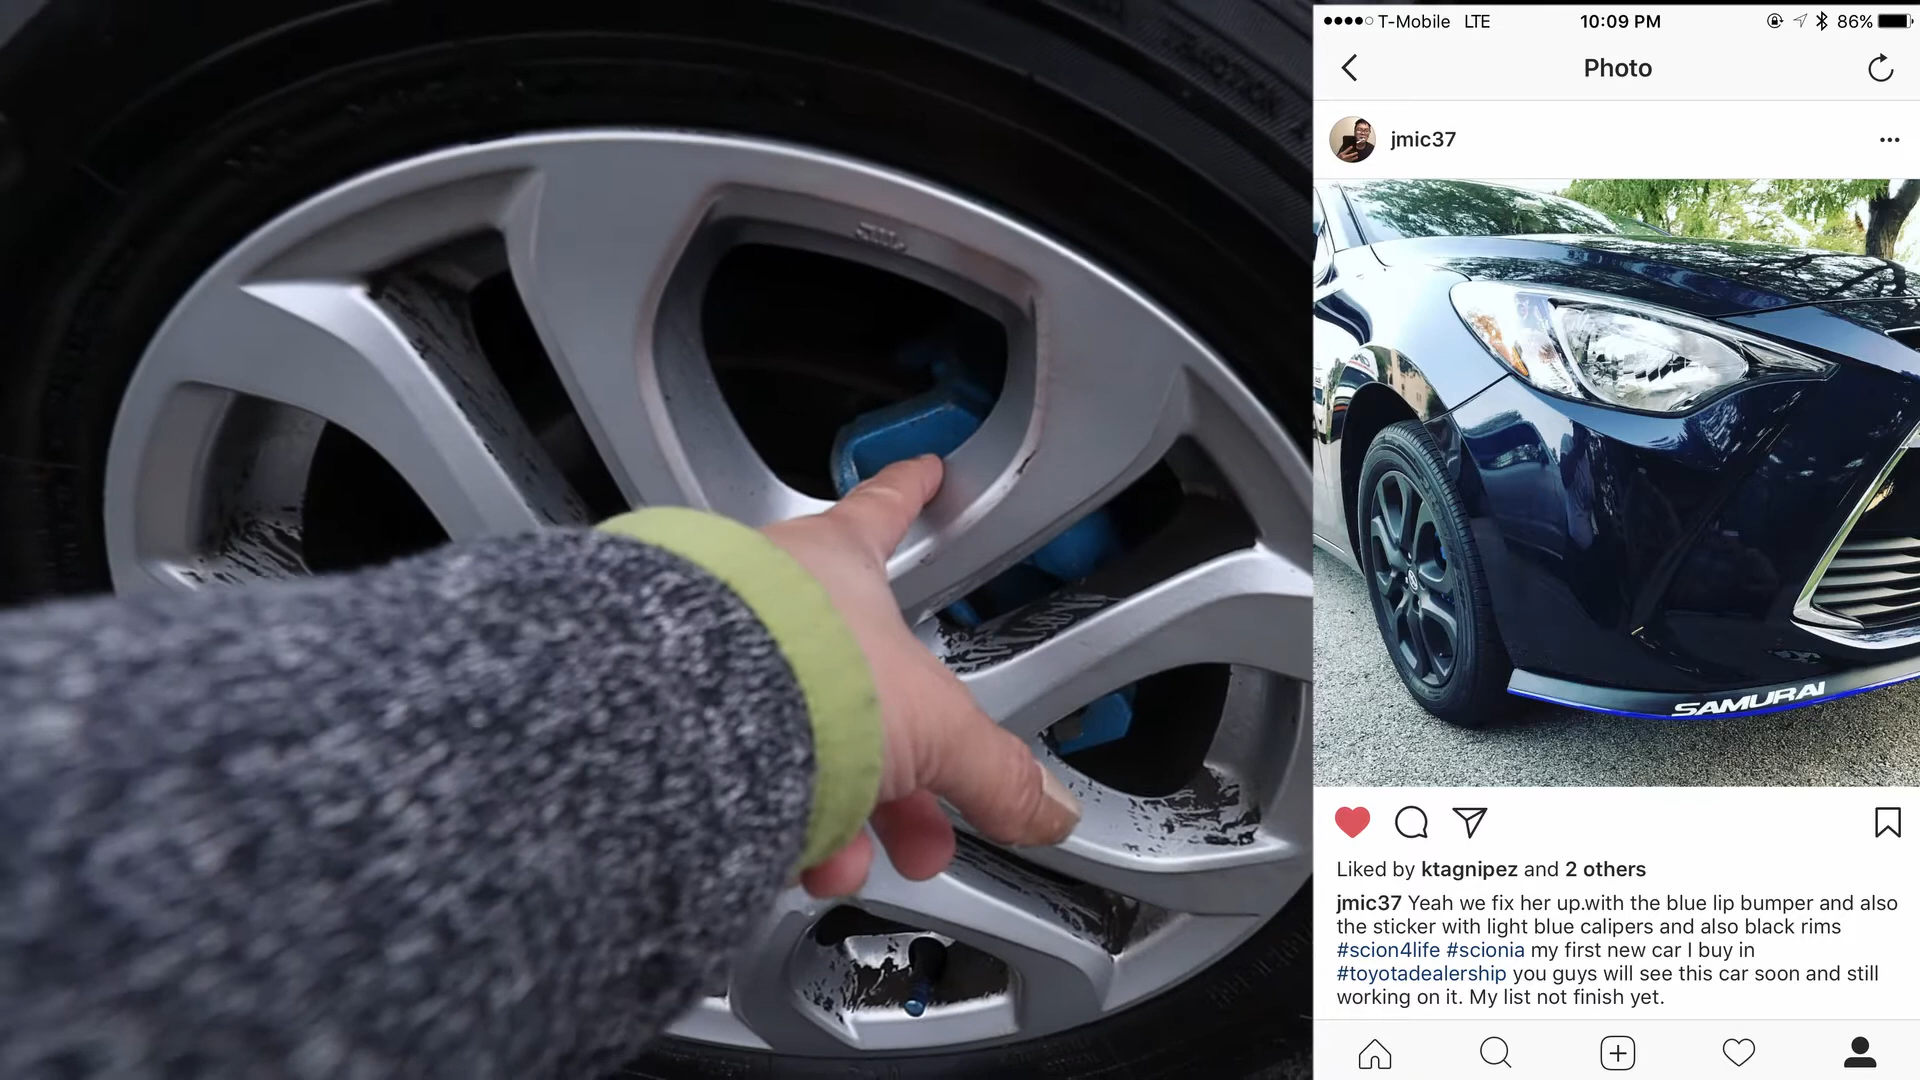 T-Mobile LTE 10:09 PM 86%
Photo
jmic37
SAMURAI
Liked by ktagnipez and 2 others
jmic37 Yeah we fix her up.with the blue lip bumper and also
the sticker with light blue calipers and also black rims
#scion4life #scionia my first new car I buy in
#toyotadealership you guys will see this car soon and still
working on it. My list not finish yet.